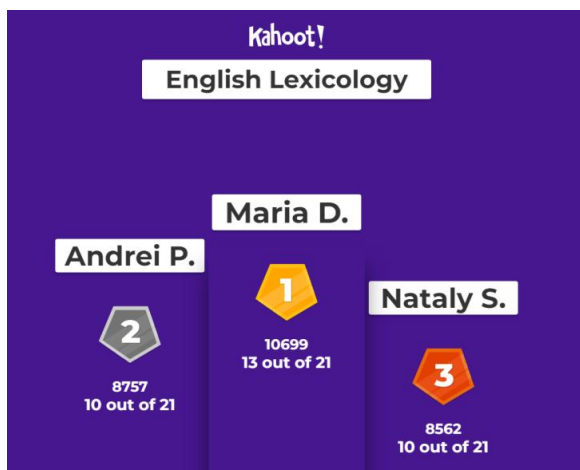 Kahoot!
English Lexicology
Maria D.
Andrei P.
Nataly S.
1
10699
13 out of 21
2
8757
10 out of 21
3
8562
10 out of 21